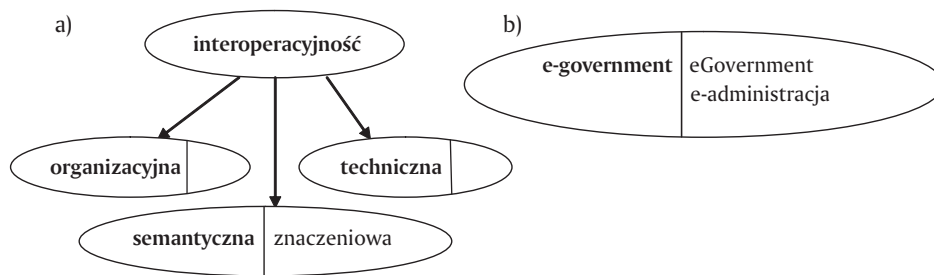 a)
interoperacyjność
organizacyjna
techniczna
semantyczna znaczeniowa
b)
e-government eGovernment
e-administracja